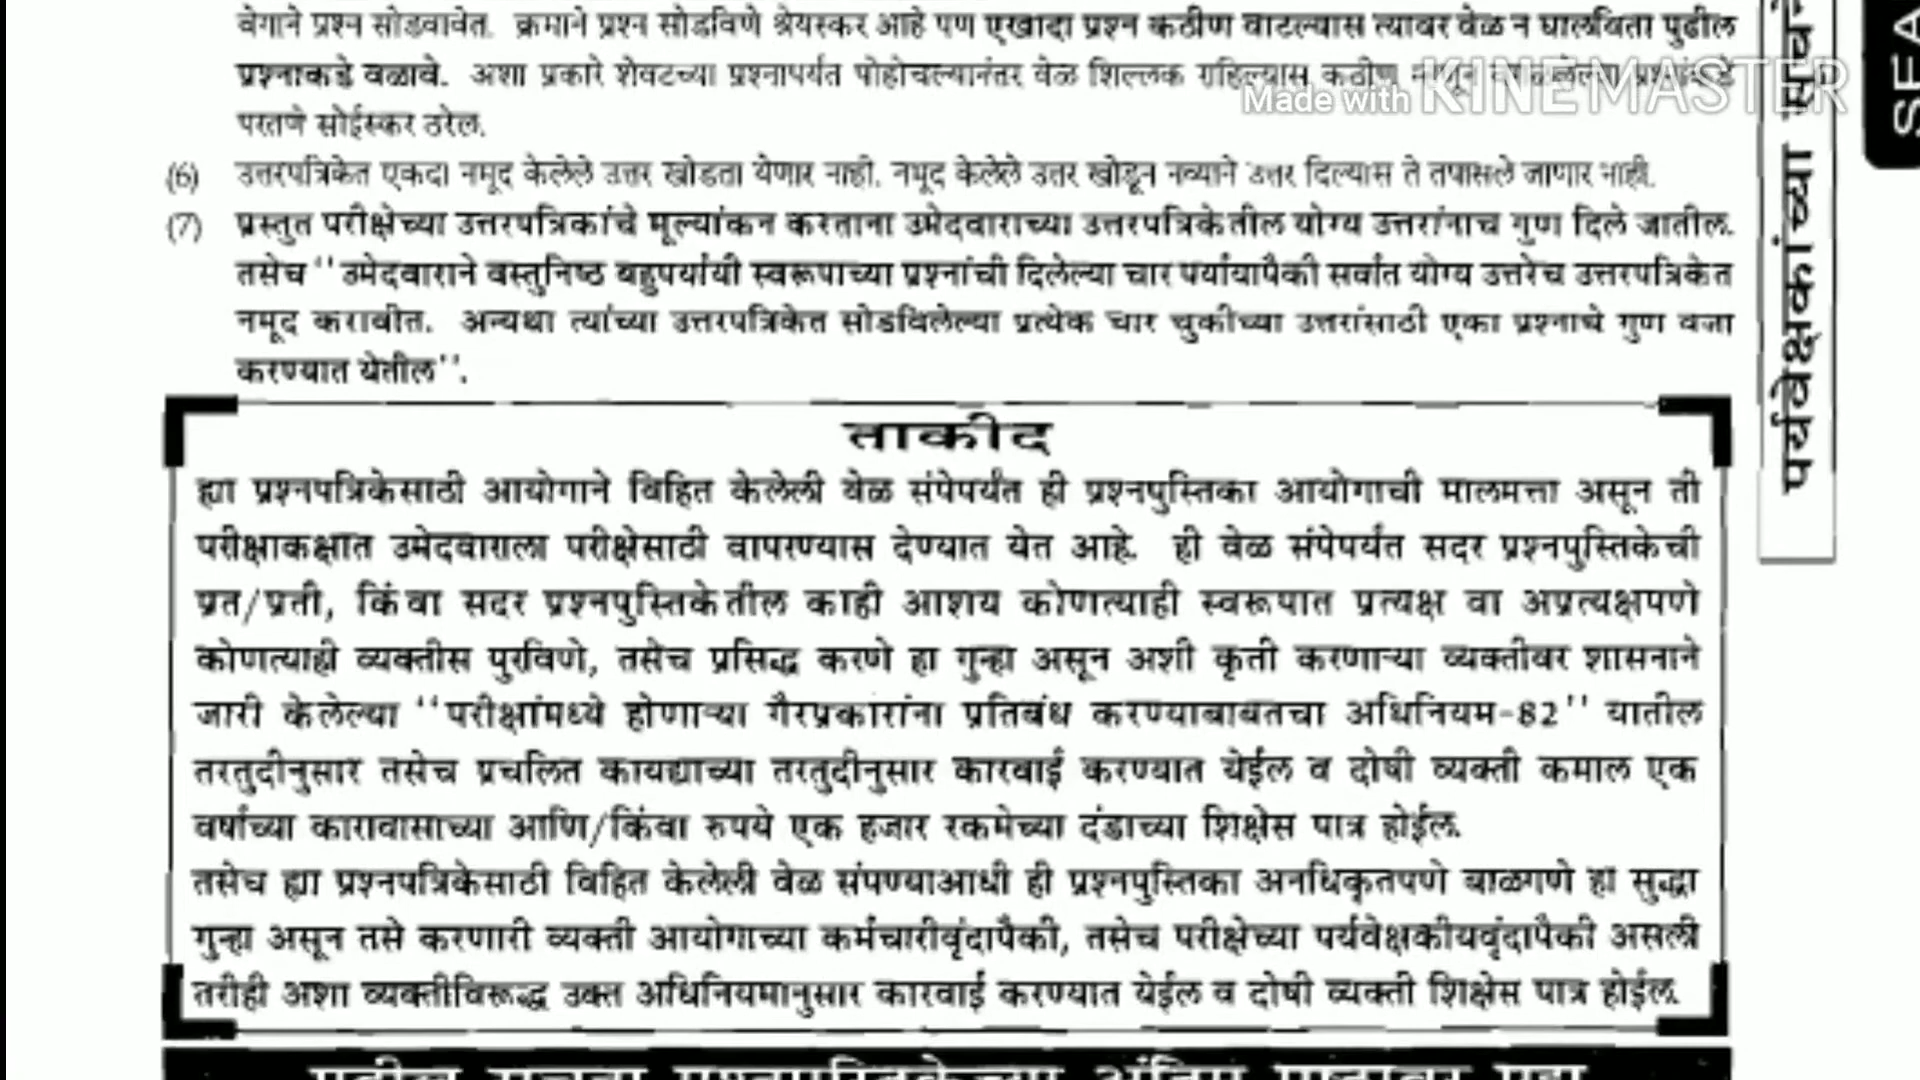 वेगाने प्रश्न सोडवावेत. क्रमाने प्रश्न सोडविणे श्रेयस्कर आहे पण एखादा प्रश्न कठीण वाटल्यास त्यावर वेळ न घालविता पुढील
प्रश्नाकडे वळावे. अशा प्रकारे शेवटच्या प्रश्नापर्यंत पोहोचल्यानंतर वेळ शिल्लक राहिल्यास कठीण
Made with KINEMASTER
परतणे सोईस्कर ठरेल.
(6) उत्तरपत्रिकेत एकदा नमूद केलेले उत्तर खोडता येणार नाही. नमूद केलेले उत्तर खोडून नव्याने उत्तर दिल्यास ते तपासले जाणार नाही.
(7) प्रस्तुत परीक्षेच्या उत्तरपत्रिकांचे मूल्यांकन करताना उमेदवाराच्या उत्तरपत्रिकेतील योग्य उत्तरांनाच गुण दिले जातील.
तसेच "उमेदवाराने वस्तुनिष्ठ बहुपर्यायी स्वरूपाच्या प्रश्नांची दिलेल्या चार पर्यायापैकी सर्वात योग्य उत्तरेच उत्तरपत्रिकेत
नमूद करावीत. अन्यथा त्यांच्या उत्तरपत्रिकेत सोडविलेल्या प्रत्येक चार चुकीच्या उत्तरांसाठी एका प्रश्नाचे गुण वजा
करण्यात येतील".
ताकीद
ह्या प्रश्नपत्रिकेसाठी आयोगाने विहित केलेली वेळ संपेपर्यंत ही प्रश्नपुस्तिका आयोगाची मालमत्ता असून ती
परीक्षाकक्षात उमेदवाराला परीक्षेसाठी वापरण्यास देण्यात येत आहे. ही वेळ संपेपर्यंत सदर प्रश्नपुस्तिकेची
प्रत/प्रती, किंवा सदर प्रश्नपुस्तिकेतील काही आशय कोणत्याही स्वरूपात प्रत्यक्ष वा अप्रत्यक्षपणे
कोणत्याही व्यक्तीस पुरविणे, तसेच प्रसिद्ध करणे हा गुन्हा असून अशी कृती करणाऱ्या व्यक्तीवर शासनाने
जारी केलेल्या "परीक्षांमध्ये होणाऱ्या गैरप्रकारांना प्रतिबंध करण्याबाबतचा अधिनियम-82" यातील
तरतुदीनुसार तसेच प्रचलित कायद्याच्या तरतुदीनुसार कारवाई करण्यात येईल व दोषी व्यक्ती कमाल एक
वर्षाच्या कारावासाच्या आणि/किंवा रुपये एक हजार रकमेच्या दंडाच्या शिक्षेस पात्र होईल.
तसेच ह्या प्रश्नपत्रिकेसाठी विहित केलेली वेळ संपण्याआधी ही प्रश्नपुस्तिका अनधिकृतपणे बाळगणे हा सुद्धा
गुन्हा असून तसे करणारी व्यक्ती आयोगाच्या कर्मचारीवृंदापैकी, तसेच परीक्षेच्या पर्यवेक्षकीयवृंदापैकी असली
तरीही अशा व्यक्तीविरूद्ध उक्त अधिनियमानुसार कारवाई करण्यात येईल व दोषी व्यक्ती शिक्षेस पात्र होईल.
पर्यवेक्षकांच्या
SEA